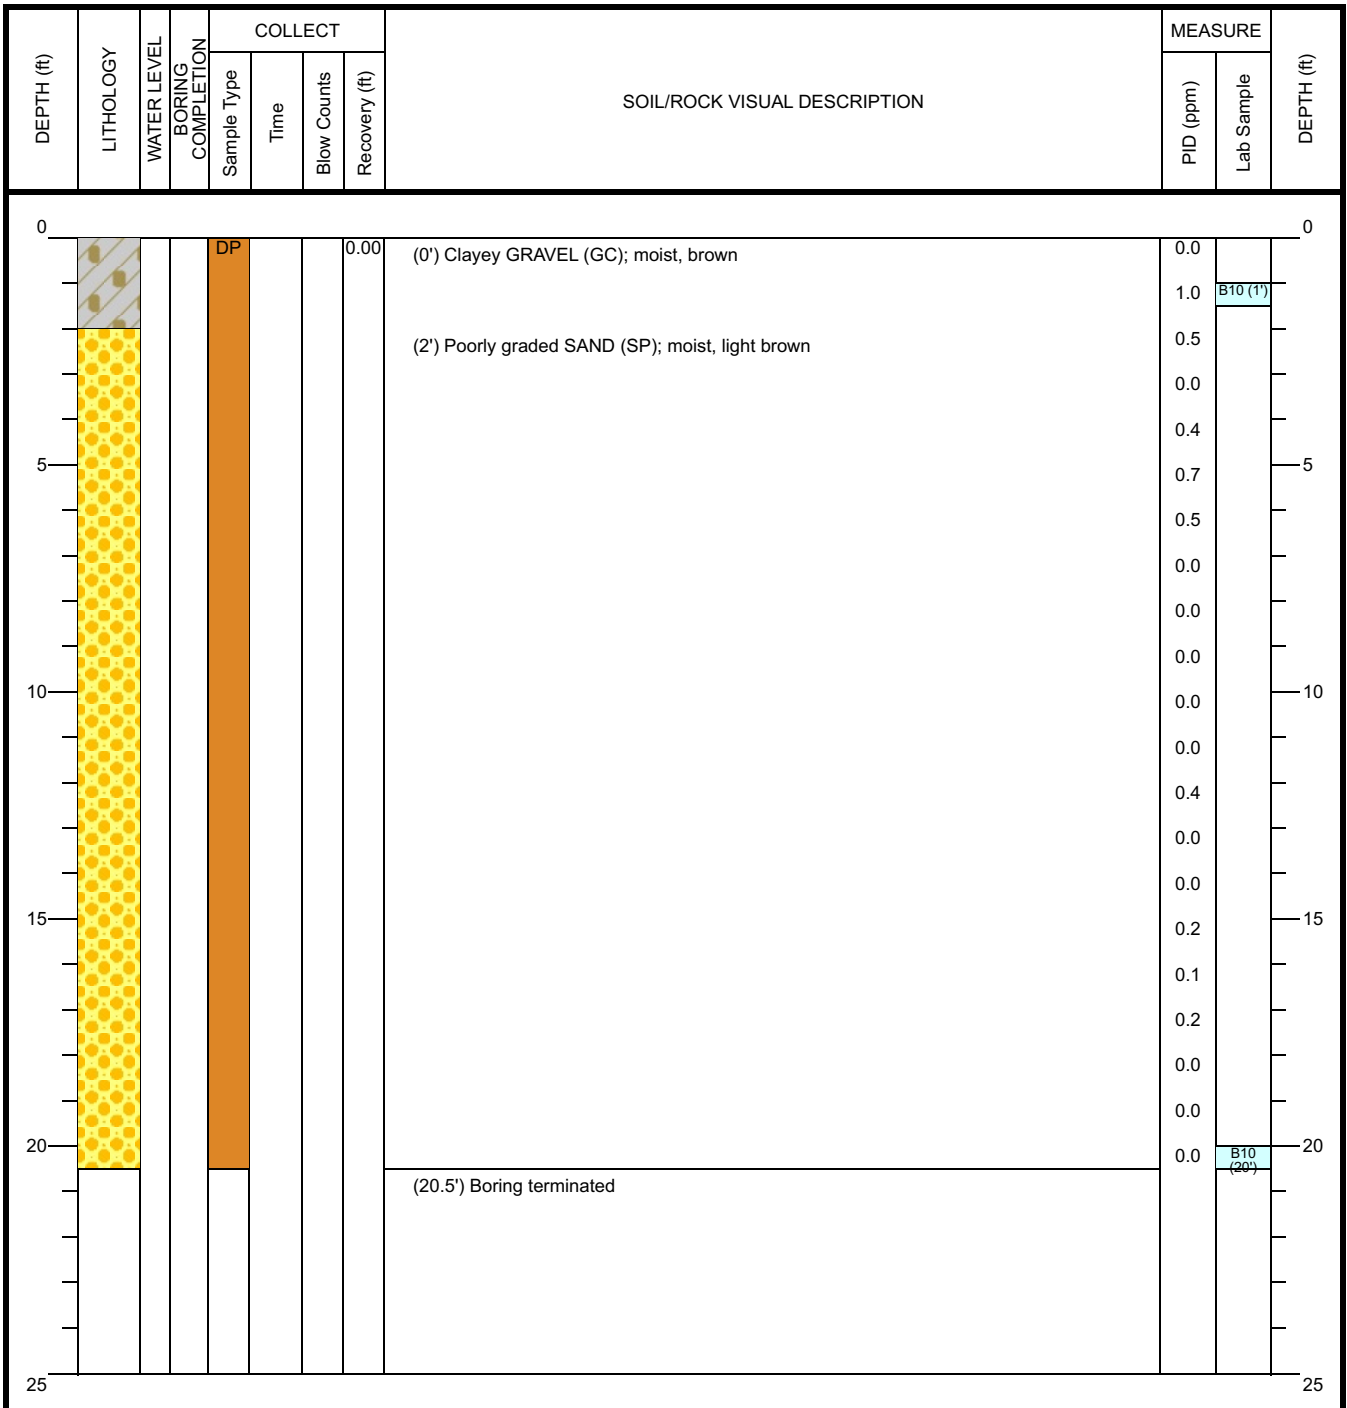 DEPTH (ft)
LITHOLOGY
WATER LEVEL
BORING
COMPLETION
COLLECT
Sample Type
Time
Blow Counts
Recovery (ft)
SOIL/ROCK VISUAL DESCRIPTION
MEASURE
PID (ppm)
Lab Sample
DEPTH (ft)
0
0
DP
0.00
(0') Clayey GRAVEL (GC); moist, brown
0.0
1.0
B10 (1')
(2') Poorly graded SAND (SP); moist, light brown
0.5
0.0
0.4
5
5
0.7
0.5
0.0
0.0
0.0
10
10
0.0
0.0
0.4
0.0
0.0
15
15
0.2
0.1
0.2
0.0
0.0
20
20
0.0
B10
(20')
(20.5') Boring terminated
25
25